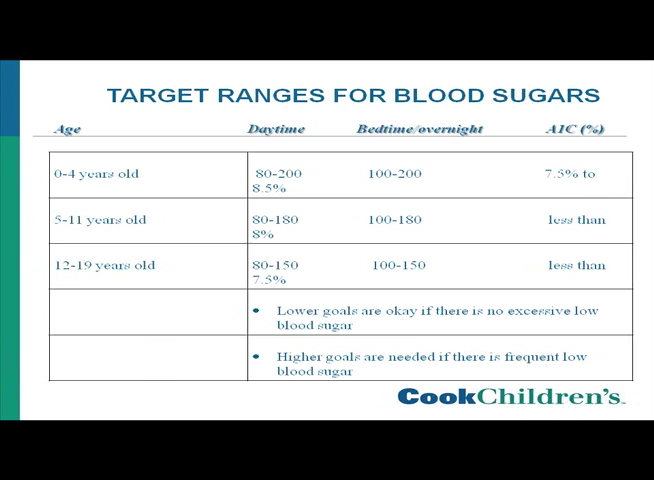 TARGET RANGES FOR BLOOD SUGARS
Age Daytime Bedtime/overnight A1C (%)
0-4 years old 80-200 100-200 7.5% to
8.5%
5-11 years old 80-180 100-180 less than
8%
12-19 years old 80-150 100-150 less than
7.5%
• Lower goals are okay if there is no excessive low
blood sugar
• Higher goals are needed if there is frequent low
blood sugar
CookChildren's™